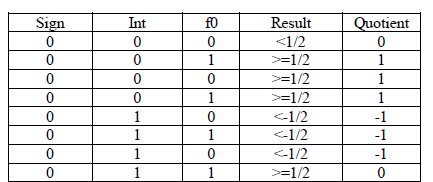 Sign Int f0 Result Quotient
0 0 0 <1/2 0
0 0 1 >=1/2 1
0 0 0 >=1/2 1
0 0 1 >=1/2 1
0 1 0 <-1/2 -1
0 1 1 <-1/2 -1
0 1 0 <-1/2 -1
0 1 1 >=1/2 0